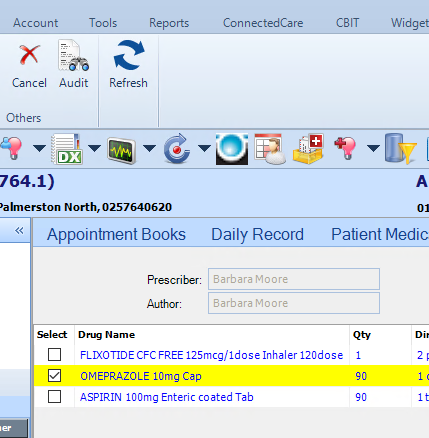 Account Tools Reports ConnectedCare CBIT Widget
Cancel Audit Refresh
Others
DX
764.1) A
Palmerston North, 0257640620 01
Appointment Books Daily Record Patient Medic
Prescriber: Barbara Moore
Author: Barbara Moore
Select Drug Name Qty Dir
FLIXOTIDE CFC FREE 125mcg/1dose Inhaler 120dose 1 2 p
OMEPRAZOLE 10mg Cap 90 1 c
ASPIRIN 100mg Enteric coated Tab 90 1 t
er